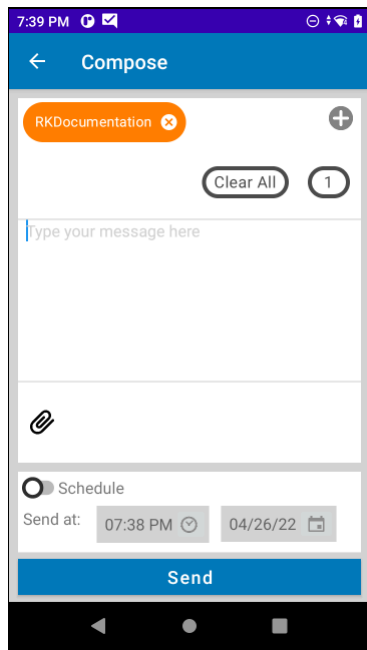 7:39 PM
Compose
RKDocumentation
Clear All 1
Type your message here
Schedule
Send at: 07:38 PM 04/26/22
Send